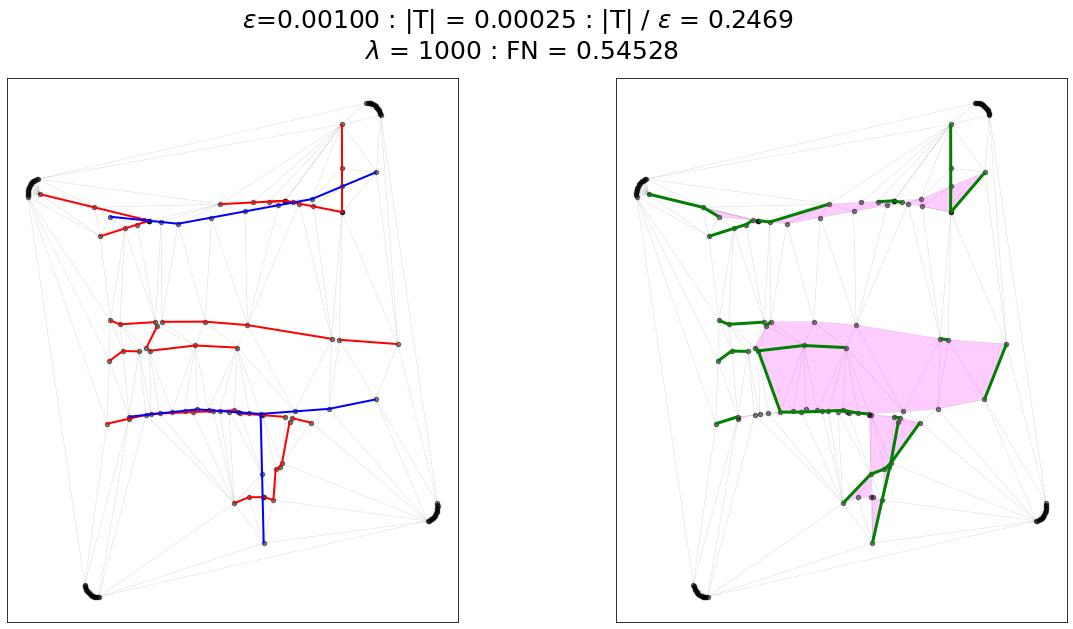 ε=0.00100 : |T| = 0.00025 : |T| / ε = 0.2469
λ = 1000 : FN = 0.54528